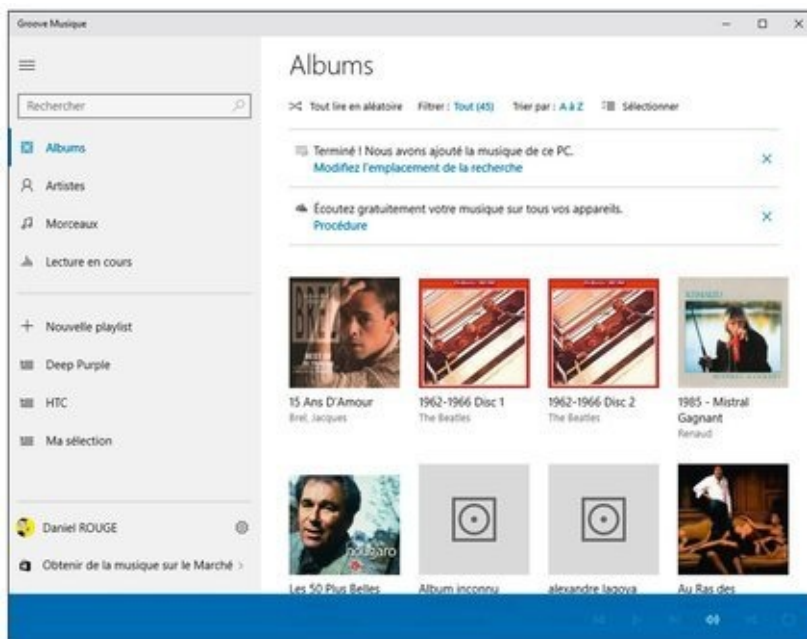 Groove Musique
Rechercher
Albums
Artistes
Morceaux
Lecture en cours
Nouvelle playlist
Deep Purple
HTC
Ma sélection
Daniel ROUGE
Obtenir de la musique sur le Marché >
Albums
Tout lire en aléatoire Filtrer : Tout (45) Trier par : A à Z Sélectionner
Terminé ! Nous avons ajouté la musique de ce PC.
Modifiez l'emplacement de la recherche
Écoutez gratuitement votre musique sur tous vos appareils.
Procédure
BREL
15 Ans D'Amour
Brel, Jacques
1962-1966 Disc 1
The Beatles
1962-1966 Disc 2
The Beatles
1985 - Mistral
Gagnant
Renaud
nougaro
Les 50 Plus Belles
Album inconnu
alexandre lagoya
Au Ras des